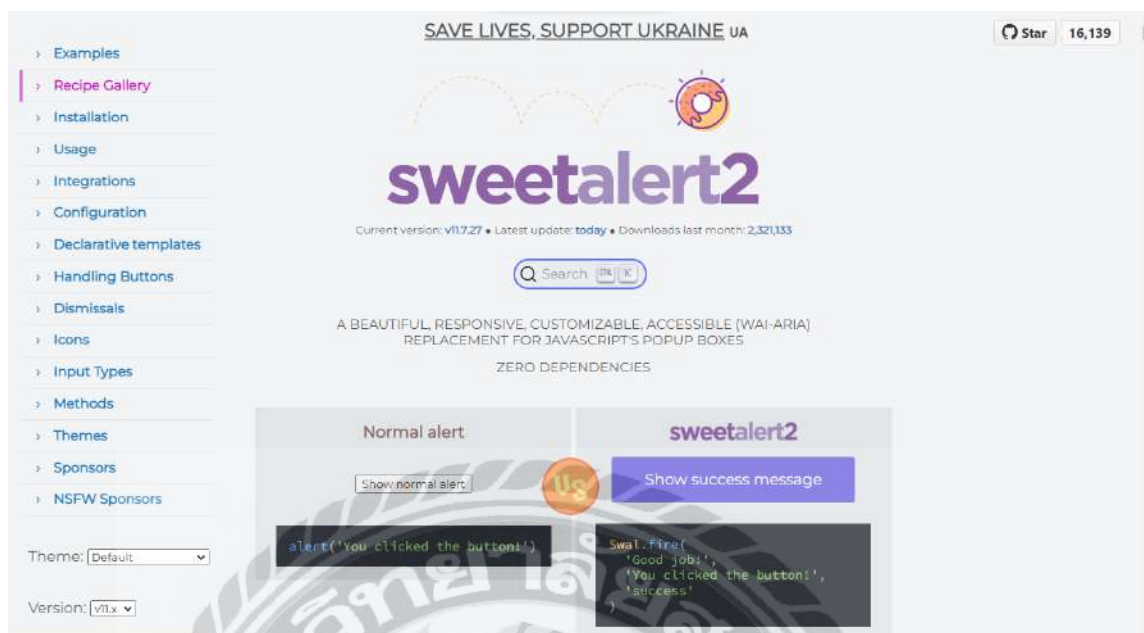 SAVE LIVES, SUPPORT UKRAINE UA
Star 16,139
› Examples
› Recipe Gallery
› Installation
› Usage
› Integrations
› Configuration
› Declarative templates
› Handling Buttons
› Dismissals
› Icons
› Input Types
› Methods
› Themes
› Sponsors
› NSFW Sponsors
Theme: Default
Version: v11.x
sweetalert2
Current version: v11.7.27 • Latest update: today • Downloads last month: 2,321,133
Search K
A BEAUTIFUL, RESPONSIVE, CUSTOMIZABLE, ACCESSIBLE (WAI-ARIA)
REPLACEMENT FOR JAVASCRIPT'S POPUP BOXES
ZERO DEPENDENCIES
Normal alert
Show normal alert
alert('You clicked the button!')
VS
sweetalert2
Show success message
Swal.fire(
'Good job!',
'You clicked the button!',
'success'
)